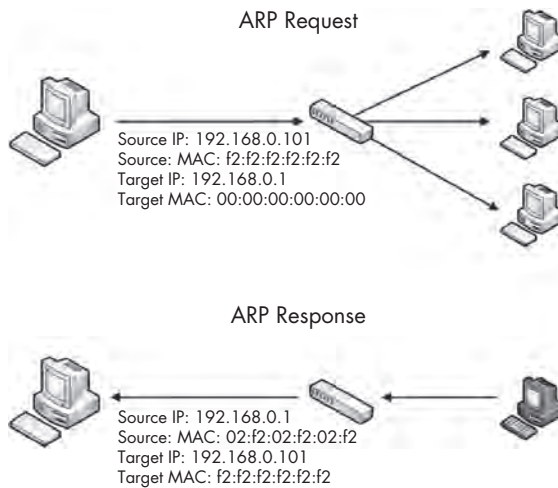 ARP Request
Source IP: 192.168.0.101
Source: MAC: f2:f2:f2:f2:f2:f2
Target IP: 192.168.0.1
Target MAC: 00:00:00:00:00:00
ARP Response
Source IP: 192.168.0.1
Source: MAC: 02:f2:02:f2:02:f2
Target IP: 192.168.0.101
Target MAC: f2:f2:f2:f2:f2:f2